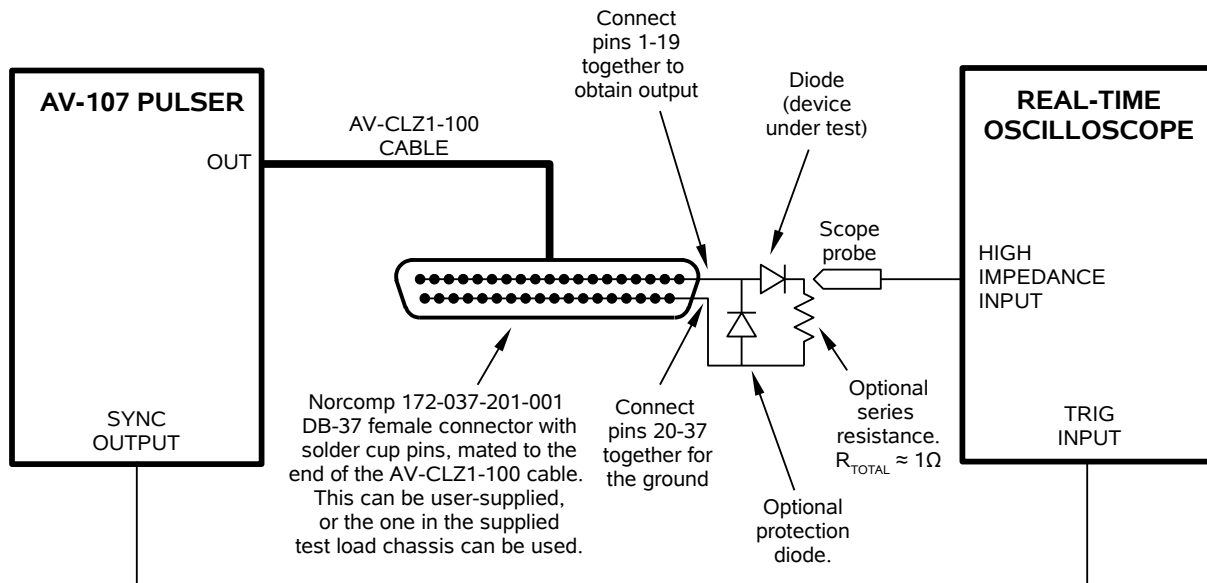 AV-107 PULSER
OUT
SYNC
OUTPUT
AV-CLZ1-100
CABLE
Connect
pins 1-19
together to
obtain output
Diode
(device
under test)
Scope
probe
REAL-TIME
OSCILLOSCOPE
HIGH
IMPEDANCE
INPUT
TRIG
INPUT
Norcomp 172-037-201-001
DB-37 female connector with
solder cup pins, mated to the
end of the AV-CLZ1-100 cable.
This can be user-supplied,
or the one in the supplied
test load chassis can be used.
Connect
pins 20-37
together for
the ground
Optional
protection
diode.
Optional
series
resistance.
R_TOTAL ≈ 1Ω